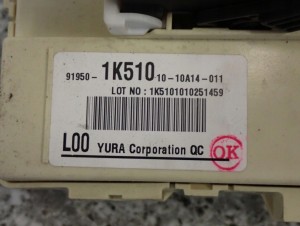 91950- 1K510 10-10A14-011
LOT NO : 1K5101010251459
L00 YURA Corporation QC
OK